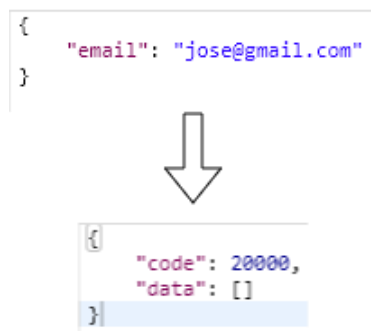 {
"email": "jose@gmail.com"
}
{
"code": 20000,
"data": []
}